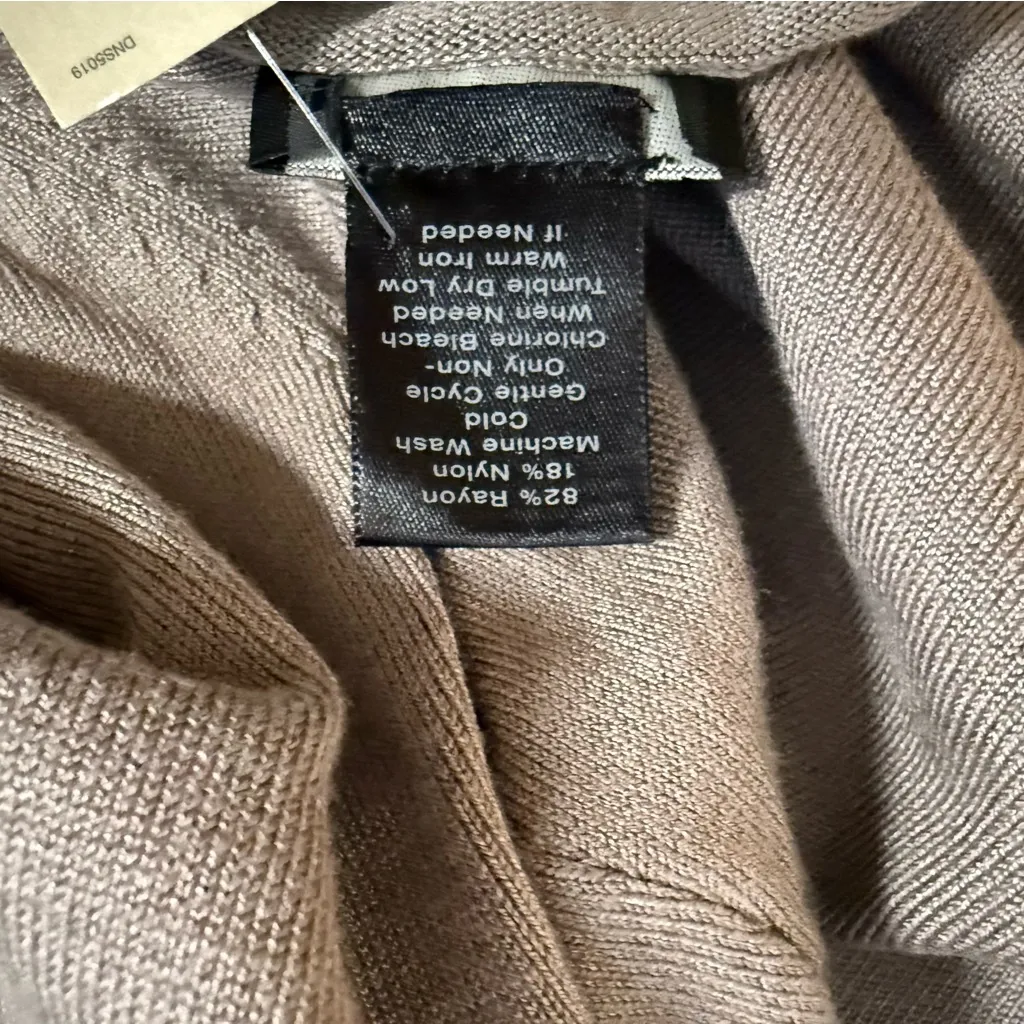 DNS5019
82% Rayon
18% Nylon
Machine Wash
Cold
Gentle Cycle
Only Non-
Chlorine Bleach
When Needed
Tumble Dry Low
Warm Iron
If Needed